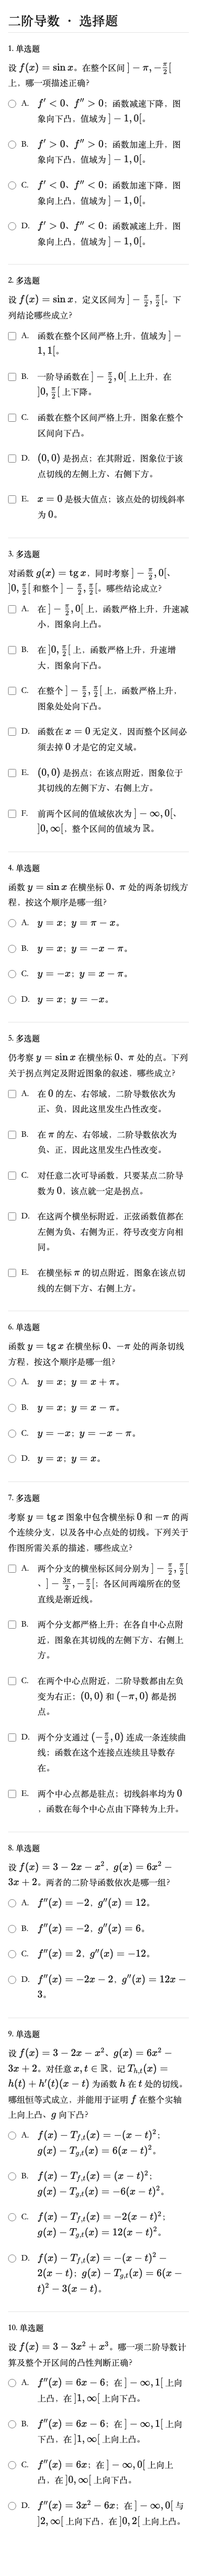 二阶导数 · 选择题
1. 单选题
设 f(x) = sin x。在整个区间 ]−π, −π/2[
上，哪一项描述正确？
A. f′ < 0、f″ > 0；函数减速下降，图
象向下凸，值域为 ]−1, 0[。
B. f′ > 0、f″ > 0；函数加速上升，图
象向下凸，值域为 ]−1, 0[。
C. f′ < 0、f″ < 0；函数加速下降，图
象向上凸，值域为 ]−1, 0[。
D. f′ > 0、f″ < 0；函数减速上升，图
象向上凸，值域为 ]−1, 0[。
2. 多选题
设 f(x) = sin x，定义区间为 ]−π/2, π/2[。下
列结论哪些成立？
A. 函数在整个区间严格上升，值域为 ]−
1, 1[。
B. 一阶导函数在 ]−π/2, 0[ 上上升，在
]0, π/2[ 上下降。
C. 函数在整个区间严格上升，图象在整个
区间向下凸。
D. (0, 0) 是拐点；在其附近，图象位于该
点切线的左侧上方、右侧下方。
E. x = 0 是极大值点；该点处的切线斜率
为 0。
3. 多选题
对函数 g(x) = tg x，同时考察 ]−π/2, 0[、
]0, π/2[ 和整个 ]−π/2, π/2[。哪些结论成立？
A. 在 ]−π/2, 0[ 上，函数严格上升，升速减
小，图象向上凸。
B. 在 ]0, π/2[ 上，函数严格上升，升速增
大，图象向下凸。
C. 在整个 ]−π/2, π/2[ 上，函数严格上升，
图象处处向下凸。
D. 函数在 x = 0 无定义，因而整个区间必
须去掉 0 才是它的定义域。
E. (0, 0) 是拐点；在该点附近，图象位于
其切线的左侧下方、右侧上方。
F. 前两个区间的值域依次为 ]−∞, 0[、
]0, ∞[，整个区间的值域为 ℝ。
4. 单选题
函数 y = sin x 在横坐标 0、π 处的两条切线方
程，按这个顺序是哪一组？
A. y = x；y = π − x。
B. y = x；y = −x − π。
C. y = −x；y = x − π。
D. y = x；y = −x。
5. 多选题
仍考察 y = sin x 在横坐标 0、π 处的点。下列
关于拐点判定及附近图象的叙述，哪些成立？
A. 在 0 的左、右邻域，二阶导数依次为
正、负，因此这里发生凸性改变。
B. 在 π 的左、右邻域，二阶导数依次为
负、正，因此这里发生凸性改变。
C. 对任意二次可导函数，只要某点二阶导
数为 0，该点就一定是拐点。
D. 在这两个横坐标附近，正弦函数值都在
左侧为负、右侧为正，符号改变方向相
同。
E. 在横坐标 π 的切点附近，图象在该点切
线的左侧下方、右侧上方。
6. 单选题
函数 y = tg x 在横坐标 0、−π 处的两条切线
方程，按这个顺序是哪一组？
A. y = x；y = x + π。
B. y = x；y = x − π。
C. y = −x；y = −x − π。
D. y = x；y = x。
7. 多选题
考察 y = tg x 图象中包含横坐标 0 和 −π 的两
个连续分支，以及各中心点处的切线。下列关于
作图所需关系的描述，哪些成立？
A. 两个分支的横坐标区间分别为 ]−π/2, π/2[
、]−3π/2, −π/2[；各区间两端所在的竖
直线是渐近线。
B. 两个分支都严格上升；在各自中心点附
近，图象在其切线的左侧下方、右侧上
方。
C. 在两个中心点附近，二阶导数都由左负
变为右正；(0, 0) 和 (−π, 0) 都是拐
点。
D. 两个分支通过 (−π/2, 0) 连成一条连续曲
线；函数在这个连接点连续且导数存
在。
E. 两个中心点都是驻点；切线斜率均为 0
，函数在每个中心点由下降转为上升。
8. 单选题
设 f(x) = 3 − 2x − x²，g(x) = 6x² −
3x + 2。两者的二阶导函数依次是哪一组？
A. f″(x) = −2，g″(x) = 12。
B. f″(x) = −2，g″(x) = 6。
C. f″(x) = 2，g″(x) = −12。
D. f″(x) = −2x − 2，g″(x) = 12x −
3。
9. 单选题
设 f(x) = 3 − 2x − x²、g(x) = 6x² −
3x + 2。对任意 x, t ∈ ℝ，记 Tₕ,ₜ(x) =
h(t) + h′(t)(x − t) 为函数 h 在 t 处的切线。
哪组恒等式成立，并能用于证明 f 在整个实轴
上向上凸、g 向下凸？
A. f(x) − T_{f,t}(x) = −(x − t)²；
g(x) − T_{g,t}(x) = 6(x − t)²。
B. f(x) − T_{f,t}(x) = (x − t)²；
g(x) − T_{g,t}(x) = −6(x − t)²。
C. f(x) − T_{f,t}(x) = −2(x − t)²；
g(x) − T_{g,t}(x) = 12(x − t)²。
D. f(x) − T_{f,t}(x) = −(x − t)² −
2(x − t)；g(x) − T_{g,t}(x) = 6(x −
t)² − 3(x − t)。
10. 单选题
设 f(x) = 3 − 3x² + x³。哪一项二阶导数计
算及整个开区间的凸性判断正确？
A. f″(x) = 6x − 6；在 ]−∞, 1[ 上向
上凸，在 ]1, ∞[ 上向下凸。
B. f″(x) = 6x − 6；在 ]−∞, 1[ 上向
下凸，在 ]1, ∞[ 上向上凸。
C. f″(x) = 6x；在 ]−∞, 0[ 上向上
凸，在 ]0, ∞[ 上向下凸。
D. f″(x) = 3x² − 6x；在 ]−∞, 0[ 与
]2, ∞[ 上向下凸，在 ]0, 2[ 上向上凸。